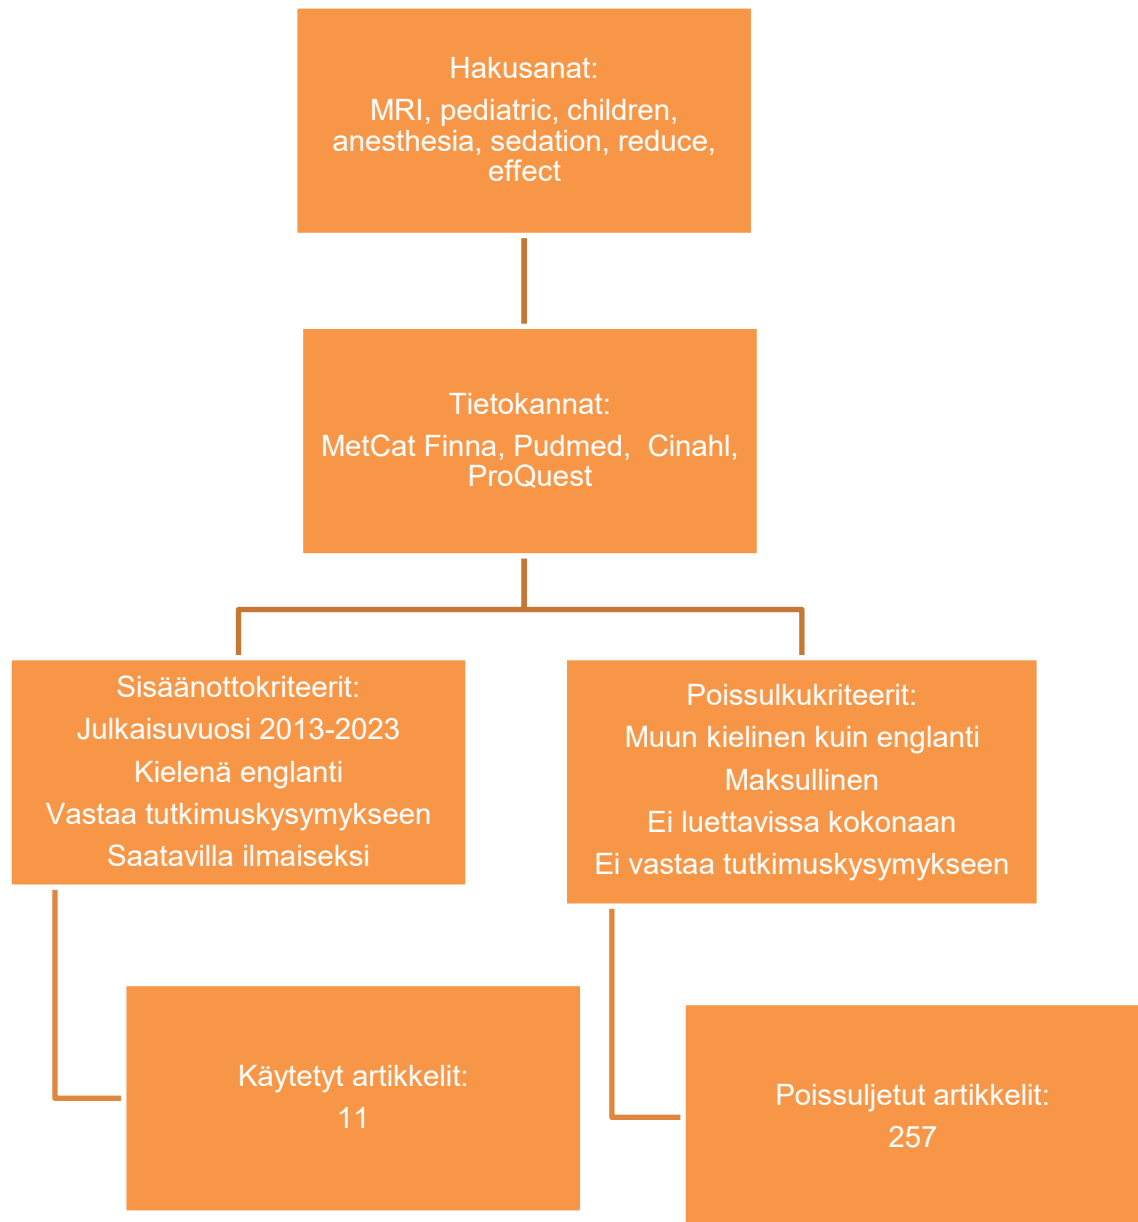 Hakusanat:
MRI, pediatric, children,
anesthesia, sedation, reduce,
effect
Tietokannat:
MetCat Finna, Pudmed, Cinahl,
ProQuest
Sisäänottokriteerit:
Julkaisuvuosi 2013-2023
Kielenä englanti
Vastaa tutkimuskysymykseen
Saatavilla ilmaiseksi
Poissulkukriteerit:
Muun kielinen kuin englanti
Maksullinen
Ei luettavissa kokonaan
Ei vastaa tutkimuskysymykseen
Käytetyt artikkelit:
11
Poissuljetut artikkelit:
257